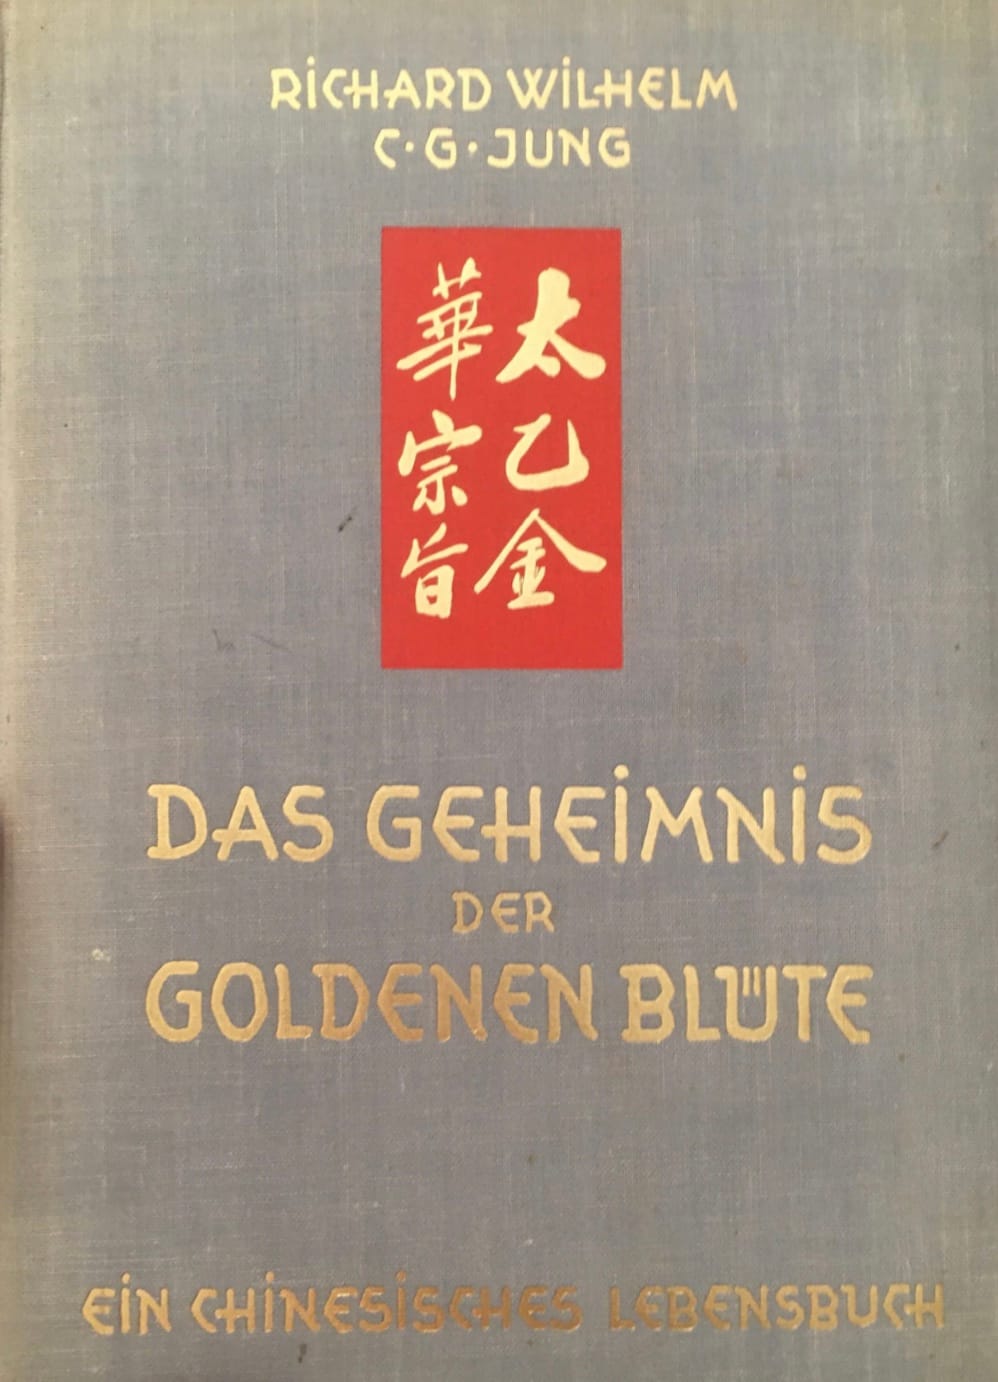 RICHARD WILHELM
C·G·JUNG
太乙金
華宗旨
DAS GEHEIMNIS
DER
GOLDENEN BLÜTE
EIN CHINESISCHES LEBENSBUCH